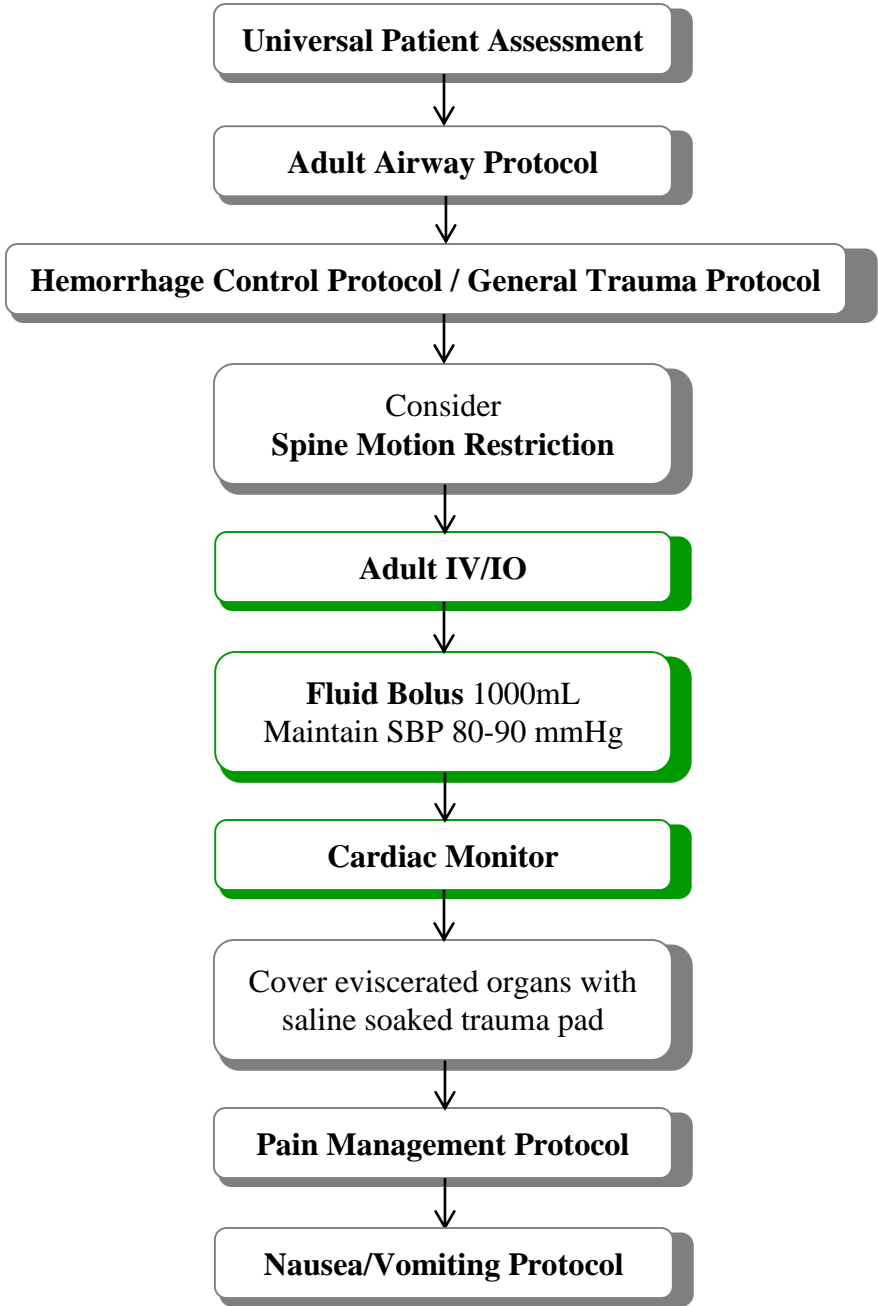 Universal Patient Assessment
Adult Airway Protocol
Hemorrhage Control Protocol / General Trauma Protocol
Consider
Spine Motion Restriction
Adult IV/IO
Fluid Bolus 1000mL
Maintain SBP 80-90 mmHg
Cardiac Monitor
Cover eviscerated organs with
saline soaked trauma pad
Pain Management Protocol
Nausea/Vomiting Protocol